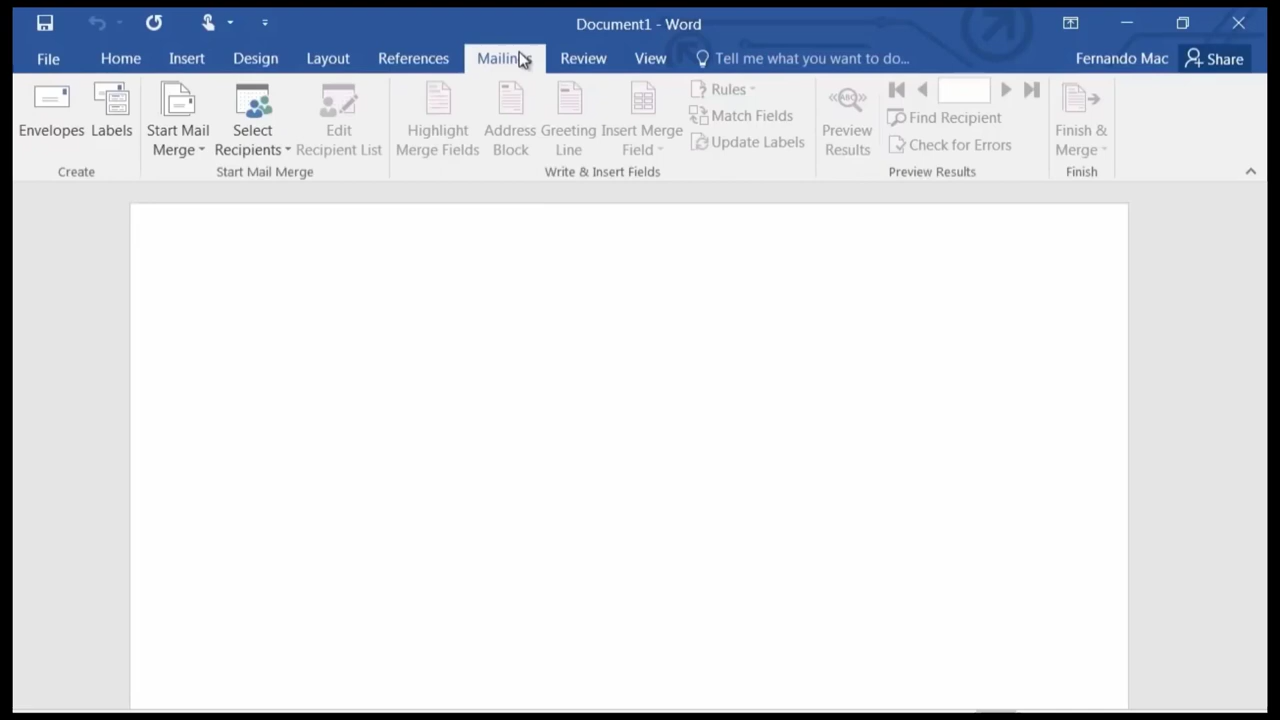 Document1 - Word
File Home Insert Design Layout References Mailings Review View Tell me what you want to do... Fernando Mac Share
Envelopes Labels
Create
Start Mail Merge
Select Recipients
Edit Recipient List
Start Mail Merge
Highlight Merge Fields
Address Block
Greeting Line
Insert Merge Field
Rules
Match Fields
Update Labels
Write & Insert Fields
ABC
Preview Results
Find Recipient
Check for Errors
Preview Results
Finish & Merge
Finish